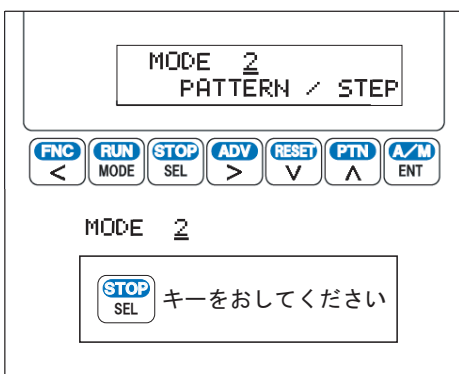 MODE 2
PATTERN / STEP
FNC RUN STOP ADV RESET PTN A/M
< MODE SEL > ∨ ∧ ENT
MODE 2
STOP
SEL キーをおしてください